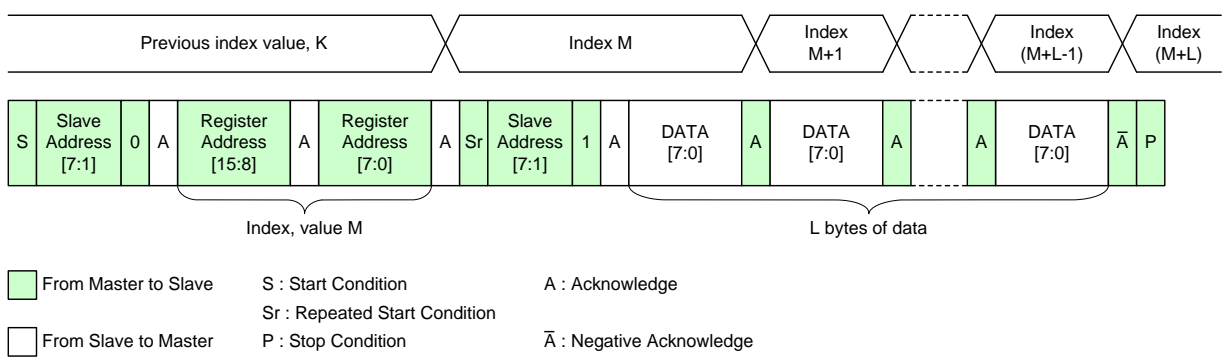 Previous index value, K
Index M
Index
M+1
Index
(M+L-1)
Index
(M+L)
S
Slave
Address
[7:1]
0
A
Register
Address
[15:8]
A
Register
Address
[7:0]
A
Sr
Slave
Address
[7:1]
1
A
DATA
[7:0]
A
DATA
[7:0]
A
A
DATA
[7:0]
A̅
P
Index, value M
L bytes of data
From Master to Slave
S : Start Condition
A : Acknowledge
Sr : Repeated Start Condition
From Slave to Master
P : Stop Condition
A̅ : Negative Acknowledge